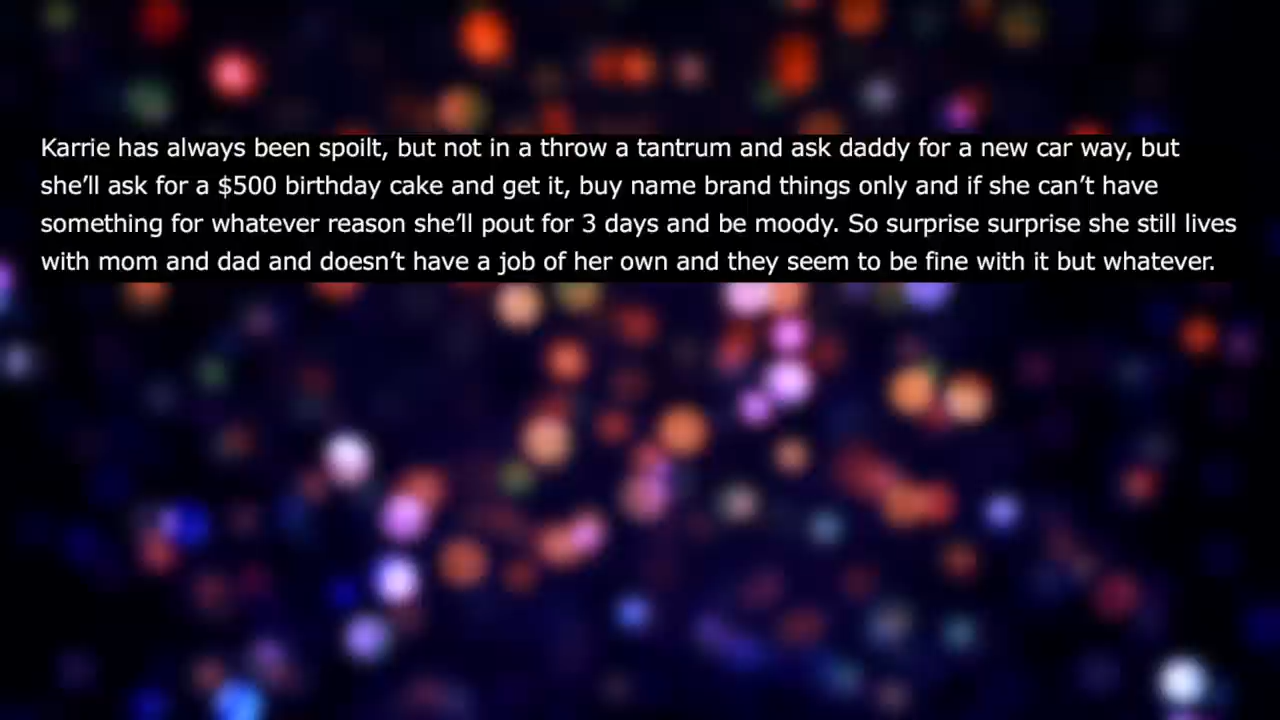 Karrie has always been spoilt, but not in a throw a tantrum and ask daddy for a new car way, but
she’ll ask for a $500 birthday cake and get it, buy name brand things only and if she can’t have
something for whatever reason she’ll pout for 3 days and be moody. So surprise surprise she still lives
with mom and dad and doesn’t have a job of her own and they seem to be fine with it but whatever.